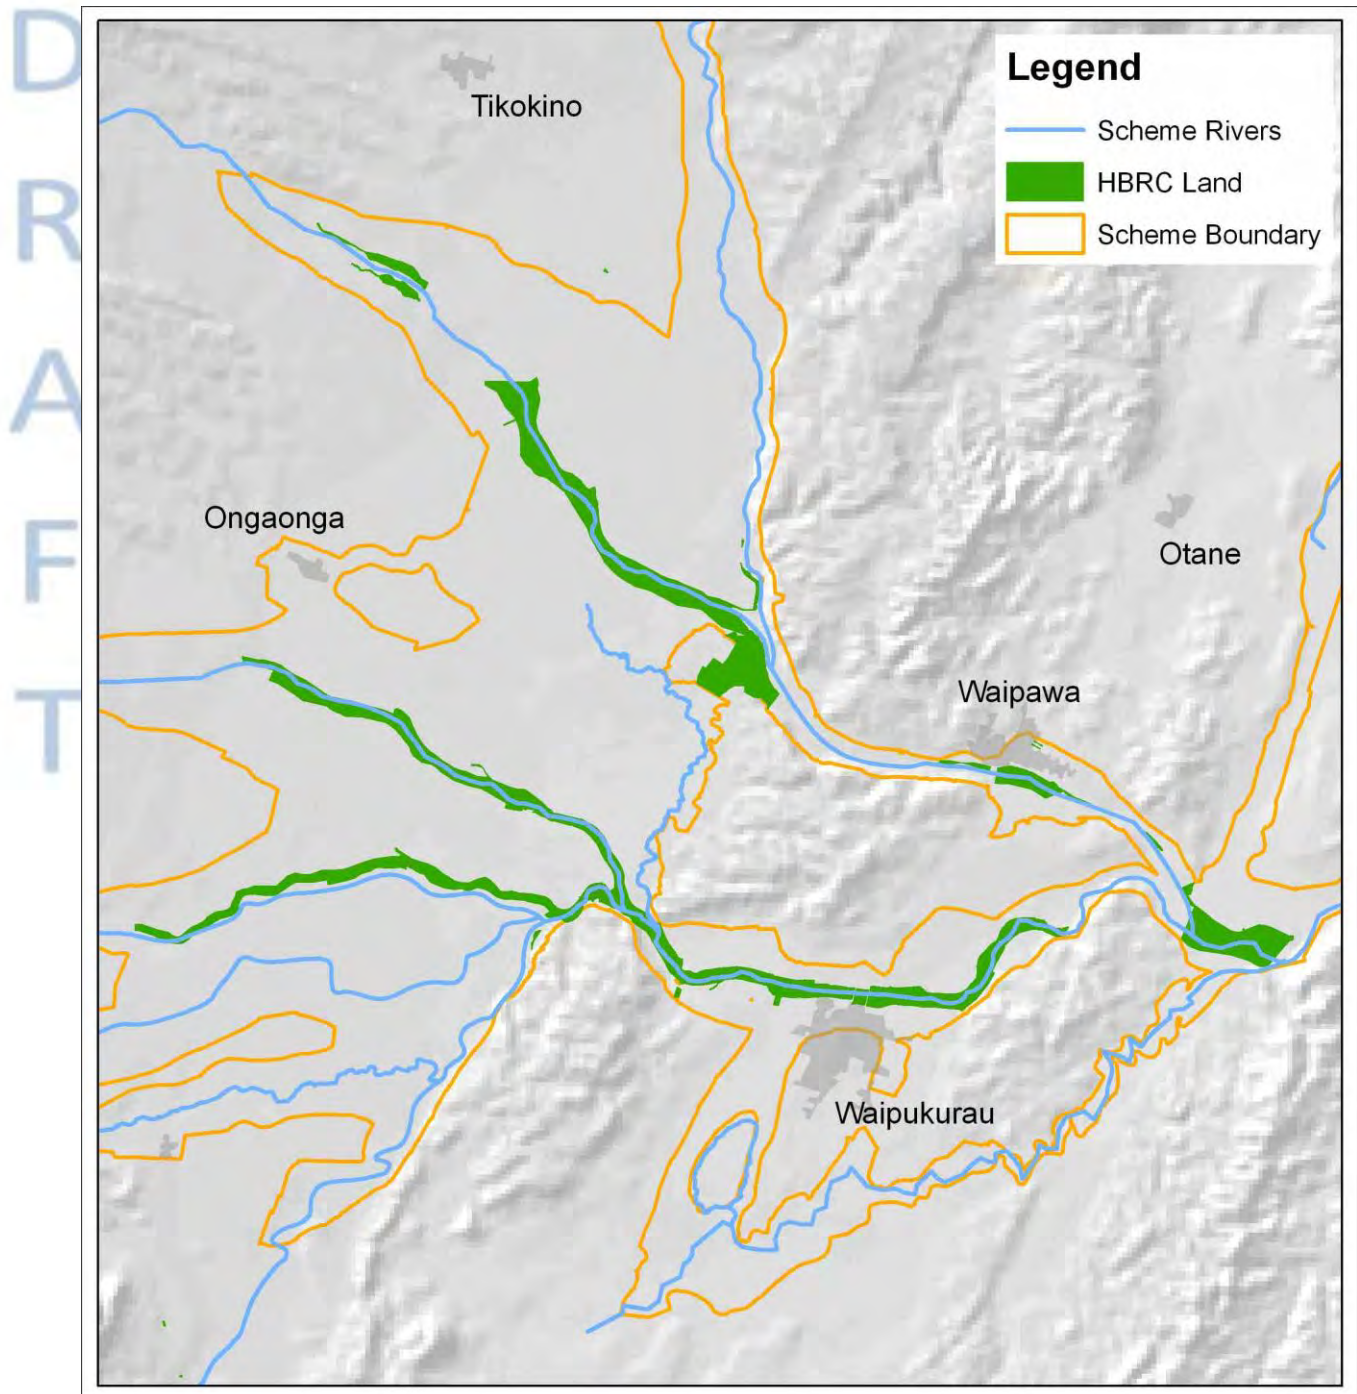 DRAFT
Legend
Scheme Rivers
HBRC Land
Scheme Boundary
Tikokino
Ongaonga
Otane
Waipawa
Waipukurau